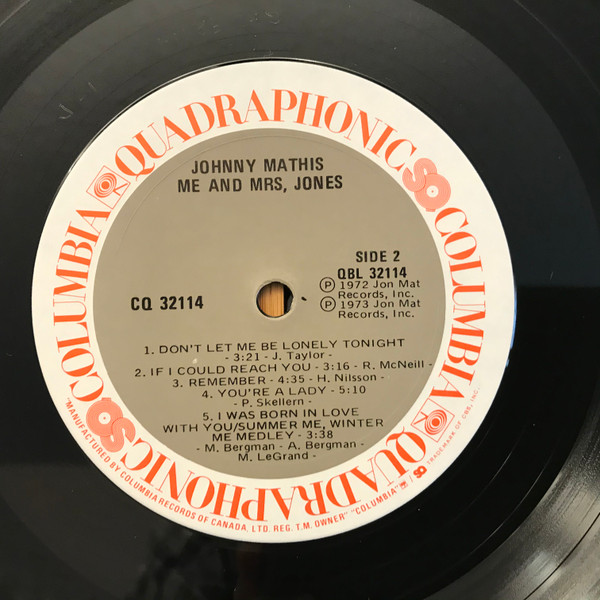 COLUMBIA
QUADRAPHONIC
SQ
COLUMBIA
QUADRAPHONIC
SQ
JOHNNY MATHIS
ME AND MRS, JONES
SIDE 2
QBL 32114
CQ 32114
Ⓟ 1972 Jon Mat
Records, Inc.
Ⓟ 1973 Jon Mat
Records, Inc.
1. DON'T LET ME BE LONELY TONIGHT
- 3:21 - J. Taylor -
2. IF I COULD REACH YOU - 3:16 - R. McNeill -
3. REMEMBER - 4:35 - H. Nilsson -
4. YOU'RE A LADY - 5:10
- P. Skellern -
5. I WAS BORN IN LOVE
WITH YOU/SUMMER ME, WINTER
ME MEDLEY - 3:38
- M. Bergman - A. Bergman -
M. LeGrand -
"MANUFACTURED BY COLUMBIA RECORDS OF CANADA, LTD. REG. T.M. OWNER" "COLUMBIA," / SQ TRADE MARK OF CBS, INC.